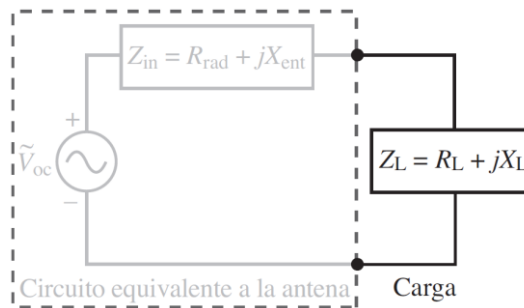 Z_in = R_rad + jX_ent
+
Ṽ_oc
−
Z_L = R_L + jX_L
Circuito equivalente a la antena
Carga